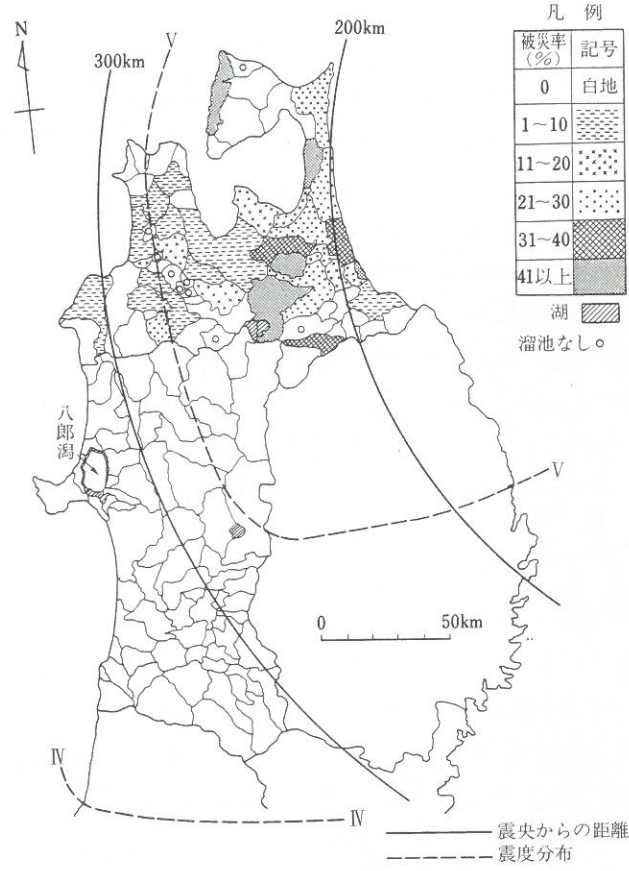 凡 例
被災率
(%)
記号
0
白地
1～10
11～20
21～30
31～40
41以上
湖
溜池なし
N
300km
V
200km
八郎潟
V
0
50km
Ⅳ
Ⅳ
震央からの距離
震度分布